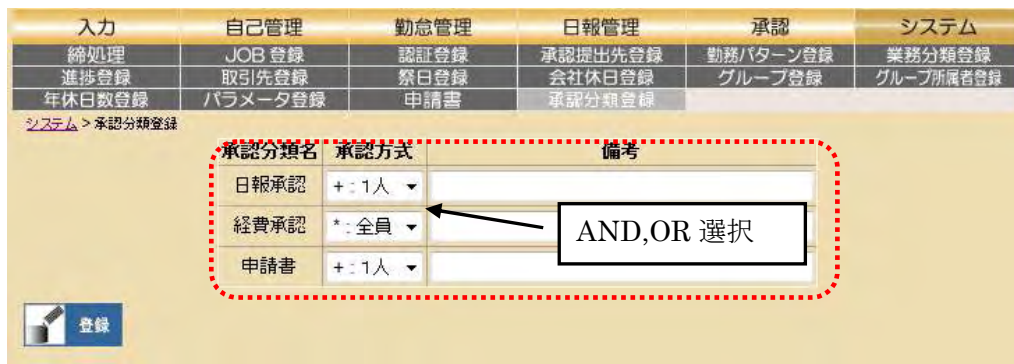 入力 自己管理 勤怠管理 日報管理 承認 システム
締処理 JOB 登録 認証登録 承認提出先登録 勤務パターン登録 業務分類登録
進捗登録 取引先登録 祭日登録 会社休日登録 グループ登録 グループ所属者登録
年休日数登録 パラメータ登録 申請書 承認分類登録
システム > 承認分類登録
承認分類名 承認方式 備考
日報承認 + : 1人
経費承認 * : 全員
AND,OR 選択
申請書 + : 1人
登録